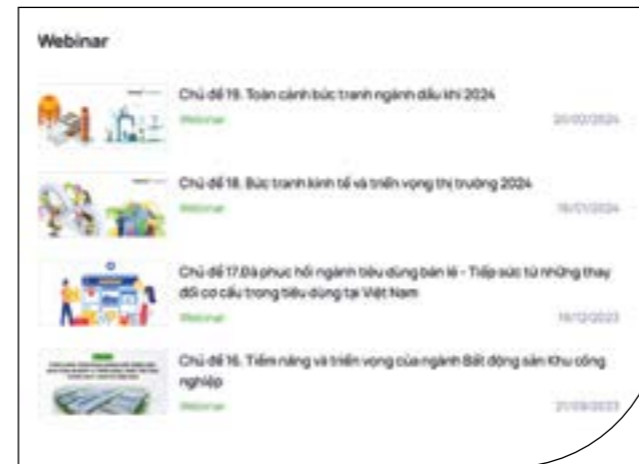 Webinar
Chủ đề 19. Toàn cảnh bức tranh ngành dầu khí 2024
Webinar
20/02/2024
Chủ đề 18. Bức tranh kinh tế và triển vọng thị trường 2024
Webinar
Chủ đề 17.Đà phục hồi ngành tiêu dùng bán lẻ - Tiếp sức từ những thay
đổi cơ cấu trong tiêu dùng tại Việt Nam
Webinar
Chủ đề 16. Tiềm năng và triển vọng của ngành Bất động sản Khu công
nghiệp
Webinar